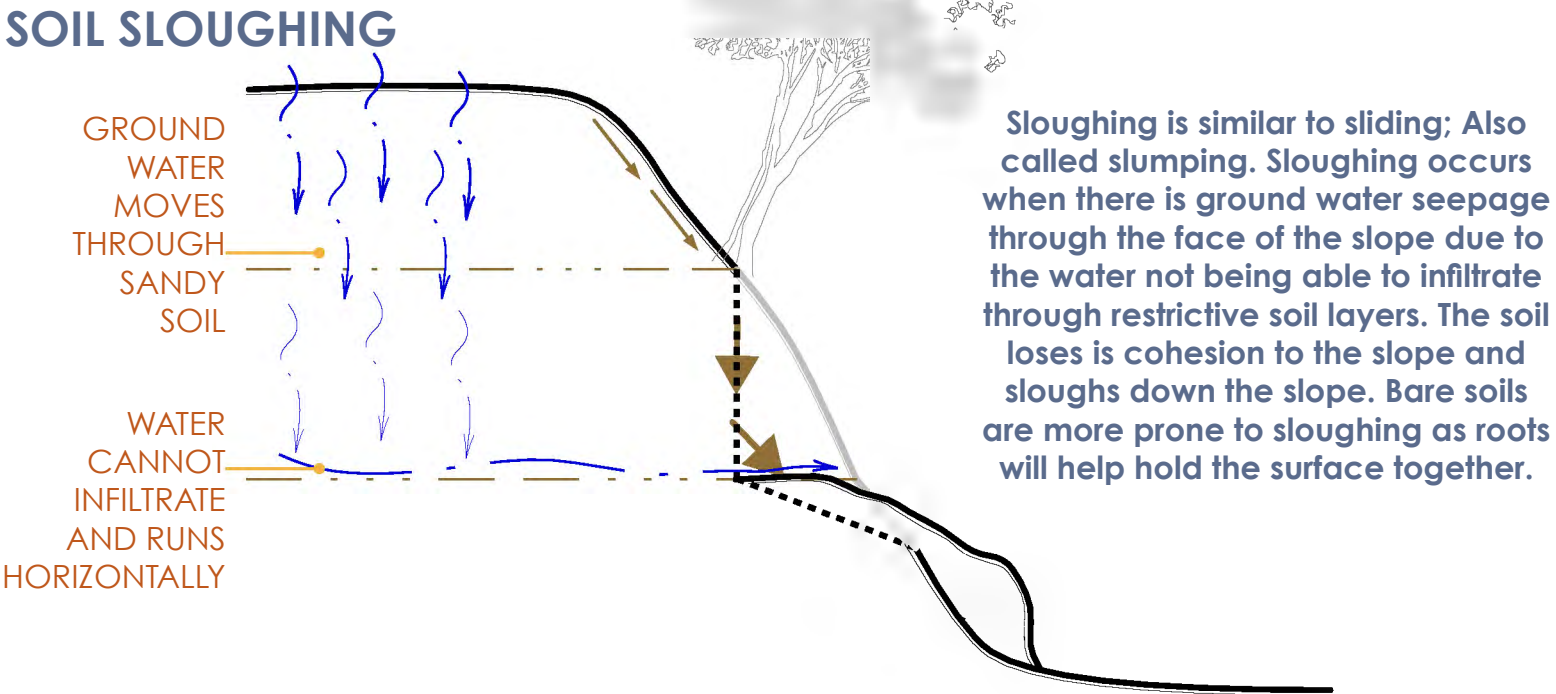 SOIL SLOUGHING
GROUND
WATER
MOVES
THROUGH
SANDY
SOIL
WATER
CANNOT
INFILTRATE
AND RUNS
HORIZONTALLY
Sloughing is similar to sliding; Also
called slumping. Sloughing occurs
when there is ground water seepage
through the face of the slope due to
the water not being able to infiltrate
through restrictive soil layers. The soil
loses is cohesion to the slope and
sloughs down the slope. Bare soils
are more prone to sloughing as roots
will help hold the surface together.